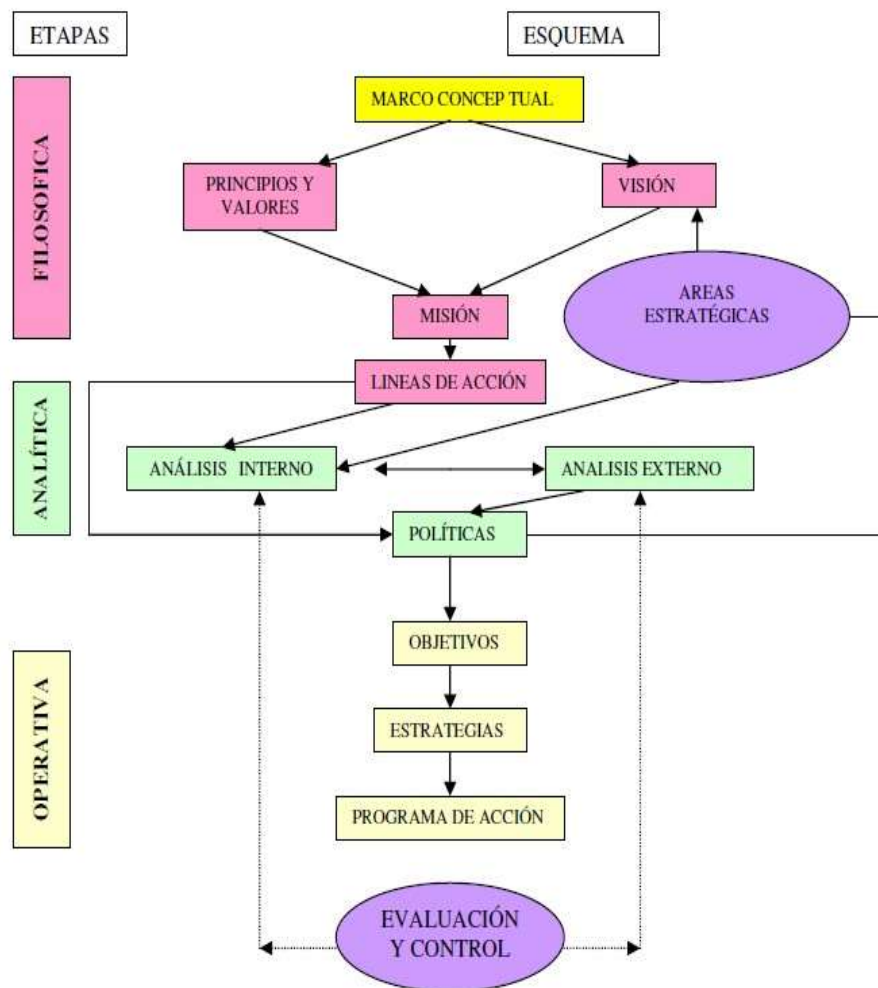 ETAPAS
ESQUEMA
FILOSOFICA
MARCO CONCEP TUAL
PRINCIPIOS Y
VALORES
VISIÓN
AREAS
ESTRATÉGICAS
MISIÓN
LINEAS DE ACCIÓN
ANALÍTICA
ANÁLISIS INTERNO
ANALISIS EXTERNO
POLÍTICAS
OPERATIVA
OBJETIVOS
ESTRATEGIAS
PROGRAMA DE ACCIÓN
EVALUACIÓN
Y CONTROL